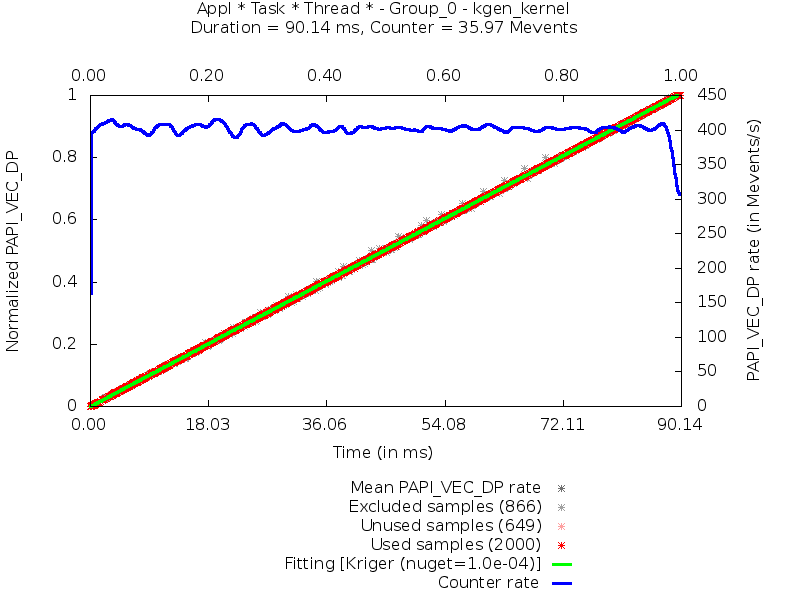 Appl * Task * Thread * - Group_0 - kgen_kernel
Duration = 90.14 ms, Counter = 35.97 Mevents
0.00 0.20 0.40 0.60 0.80 1.00
1 450
400
0.8 350
300
0.6 250
0.4 200
150
0.2 100
50
0 0
Normalized PAPI_VEC_DP
PAPI_VEC_DP rate (in Mevents/s)
0.00 18.03 36.06 54.08 72.11 90.14
Time (in ms)
Mean PAPI_VEC_DP rate
Excluded samples (866)
Unused samples (649)
Used samples (2000)
Fitting [Kriger (nuget=1.0e-04)]
Counter rate